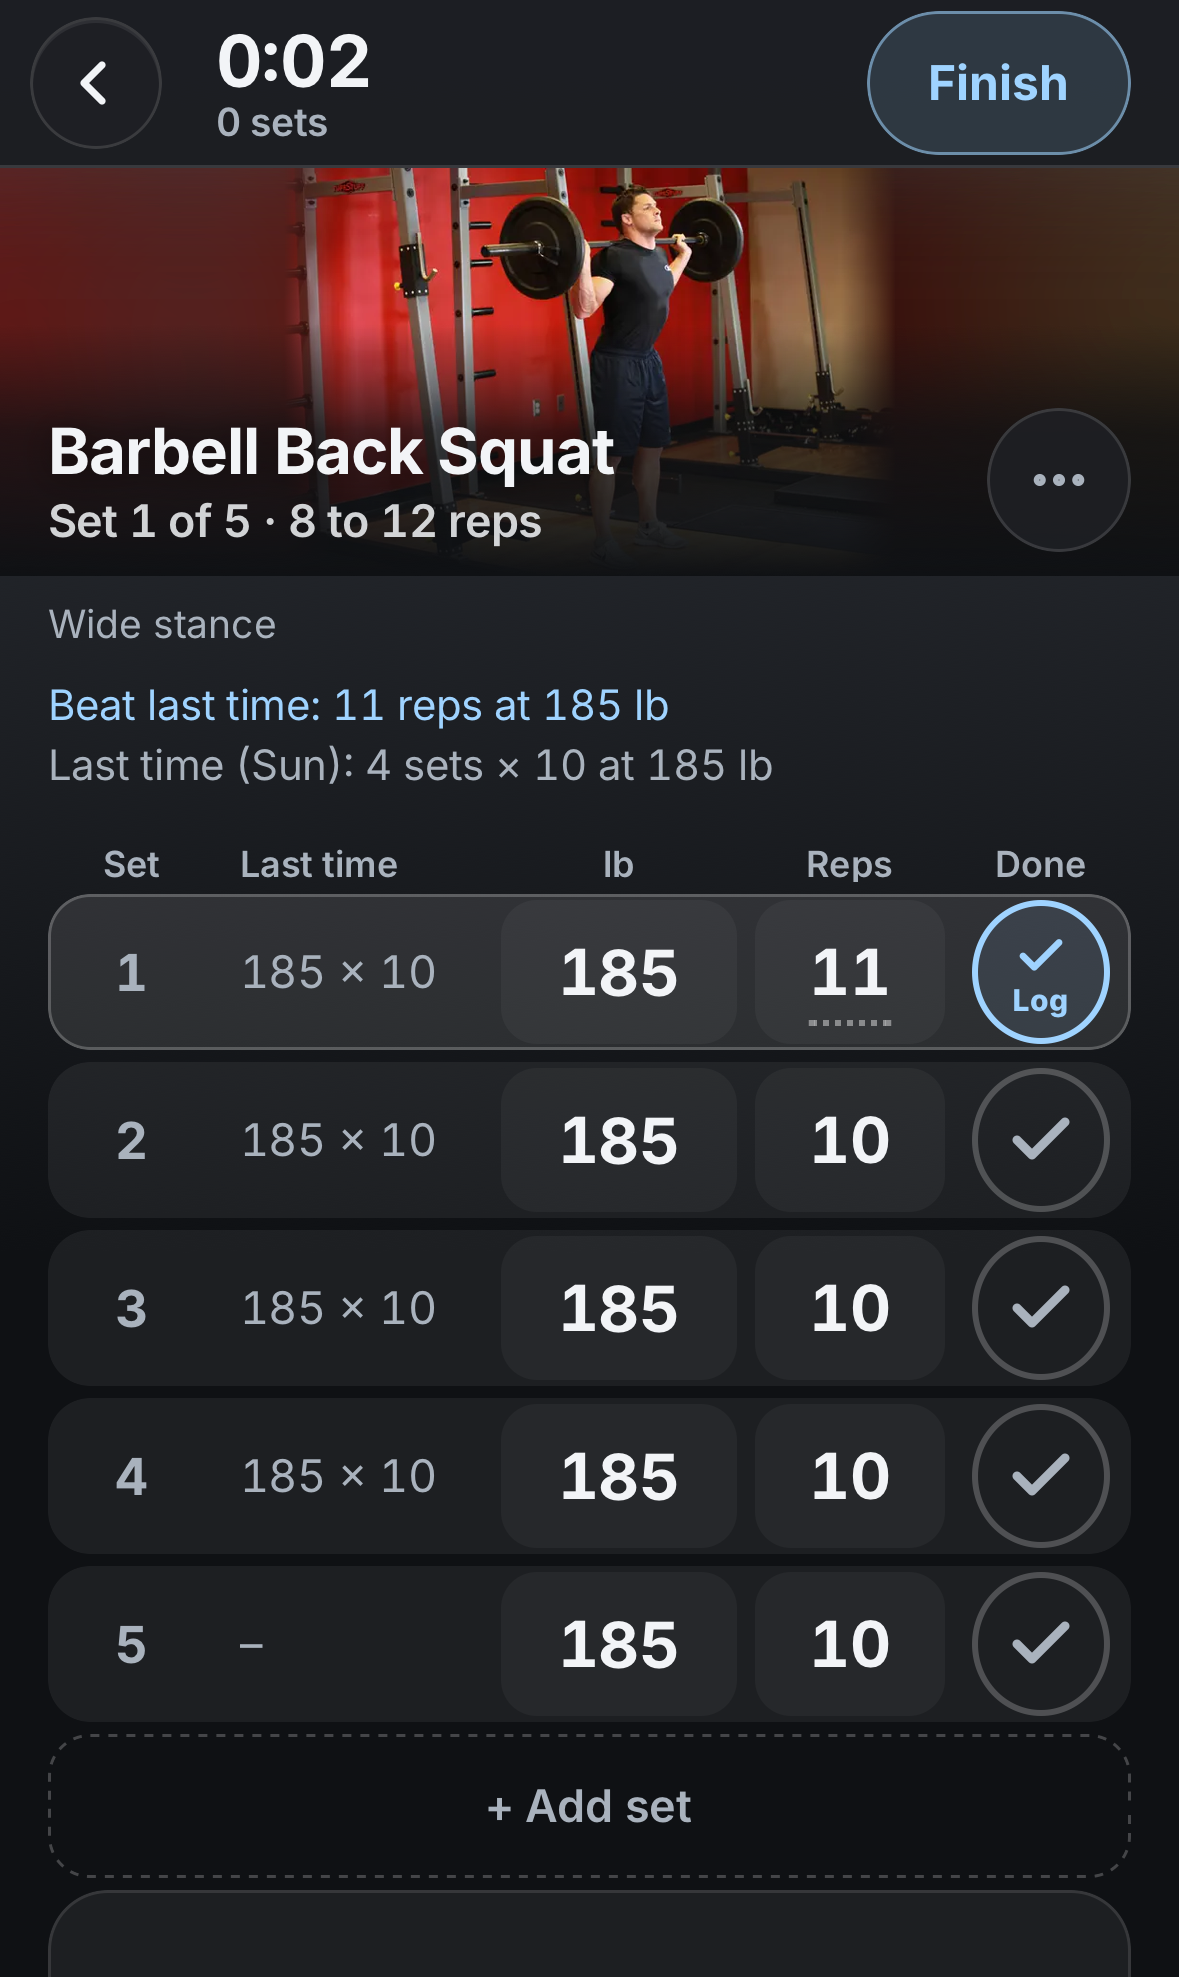 0:02
0 sets
Finish
Barbell Back Squat
Set 1 of 5 · 8 to 12 reps
Wide stance
Beat last time: 11 reps at 185 lb
Last time (Sun): 4 sets × 10 at 185 lb
Set Last time lb Reps Done
1 185 × 10 185 11 Log
2 185 × 10 185 10
3 185 × 10 185 10
4 185 × 10 185 10
5 – 185 10
+ Add set